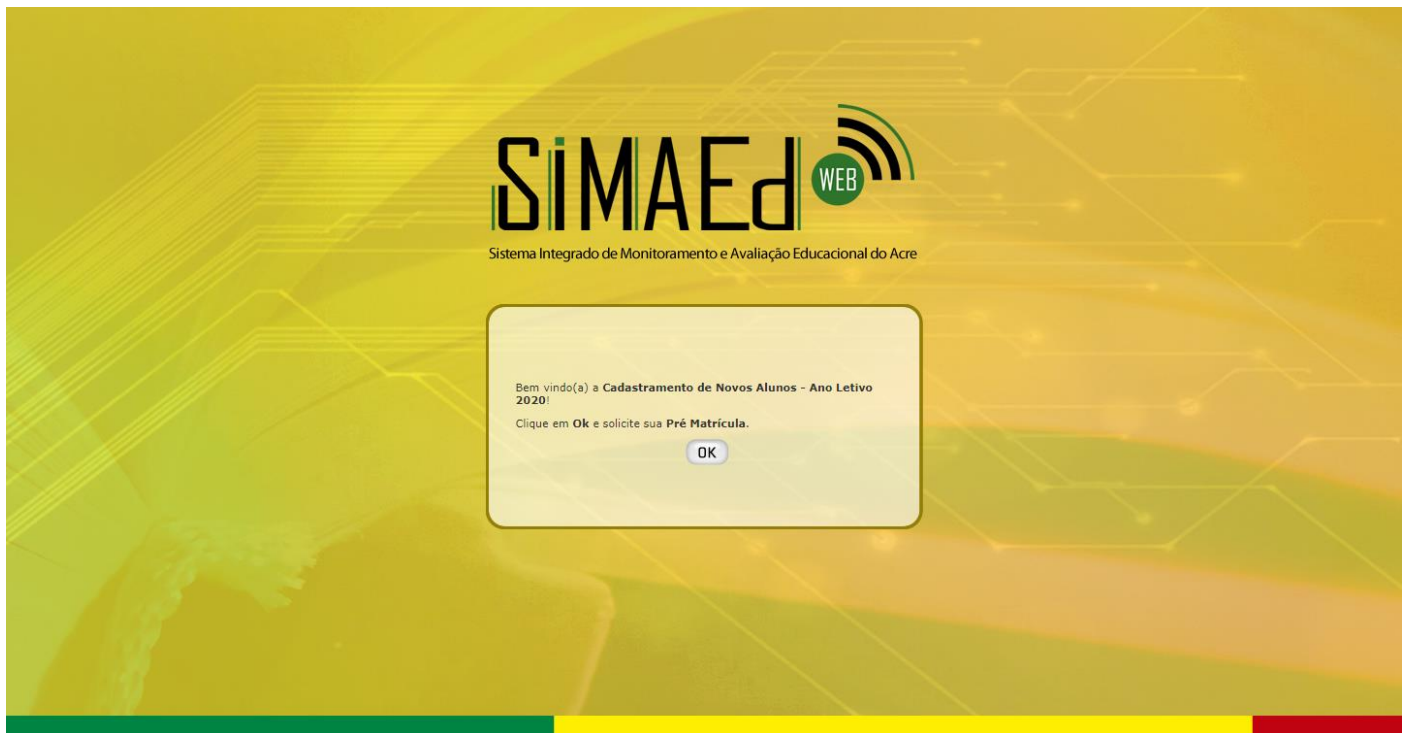 SiMAEd WEB
Sistema Integrado de Monitoramento e Avaliação Educacional do Acre
Bem vindo(a) a Cadastramento de Novos Alunos - Ano Letivo
2020!
Clique em Ok e solicite sua Pré Matrícula.
OK